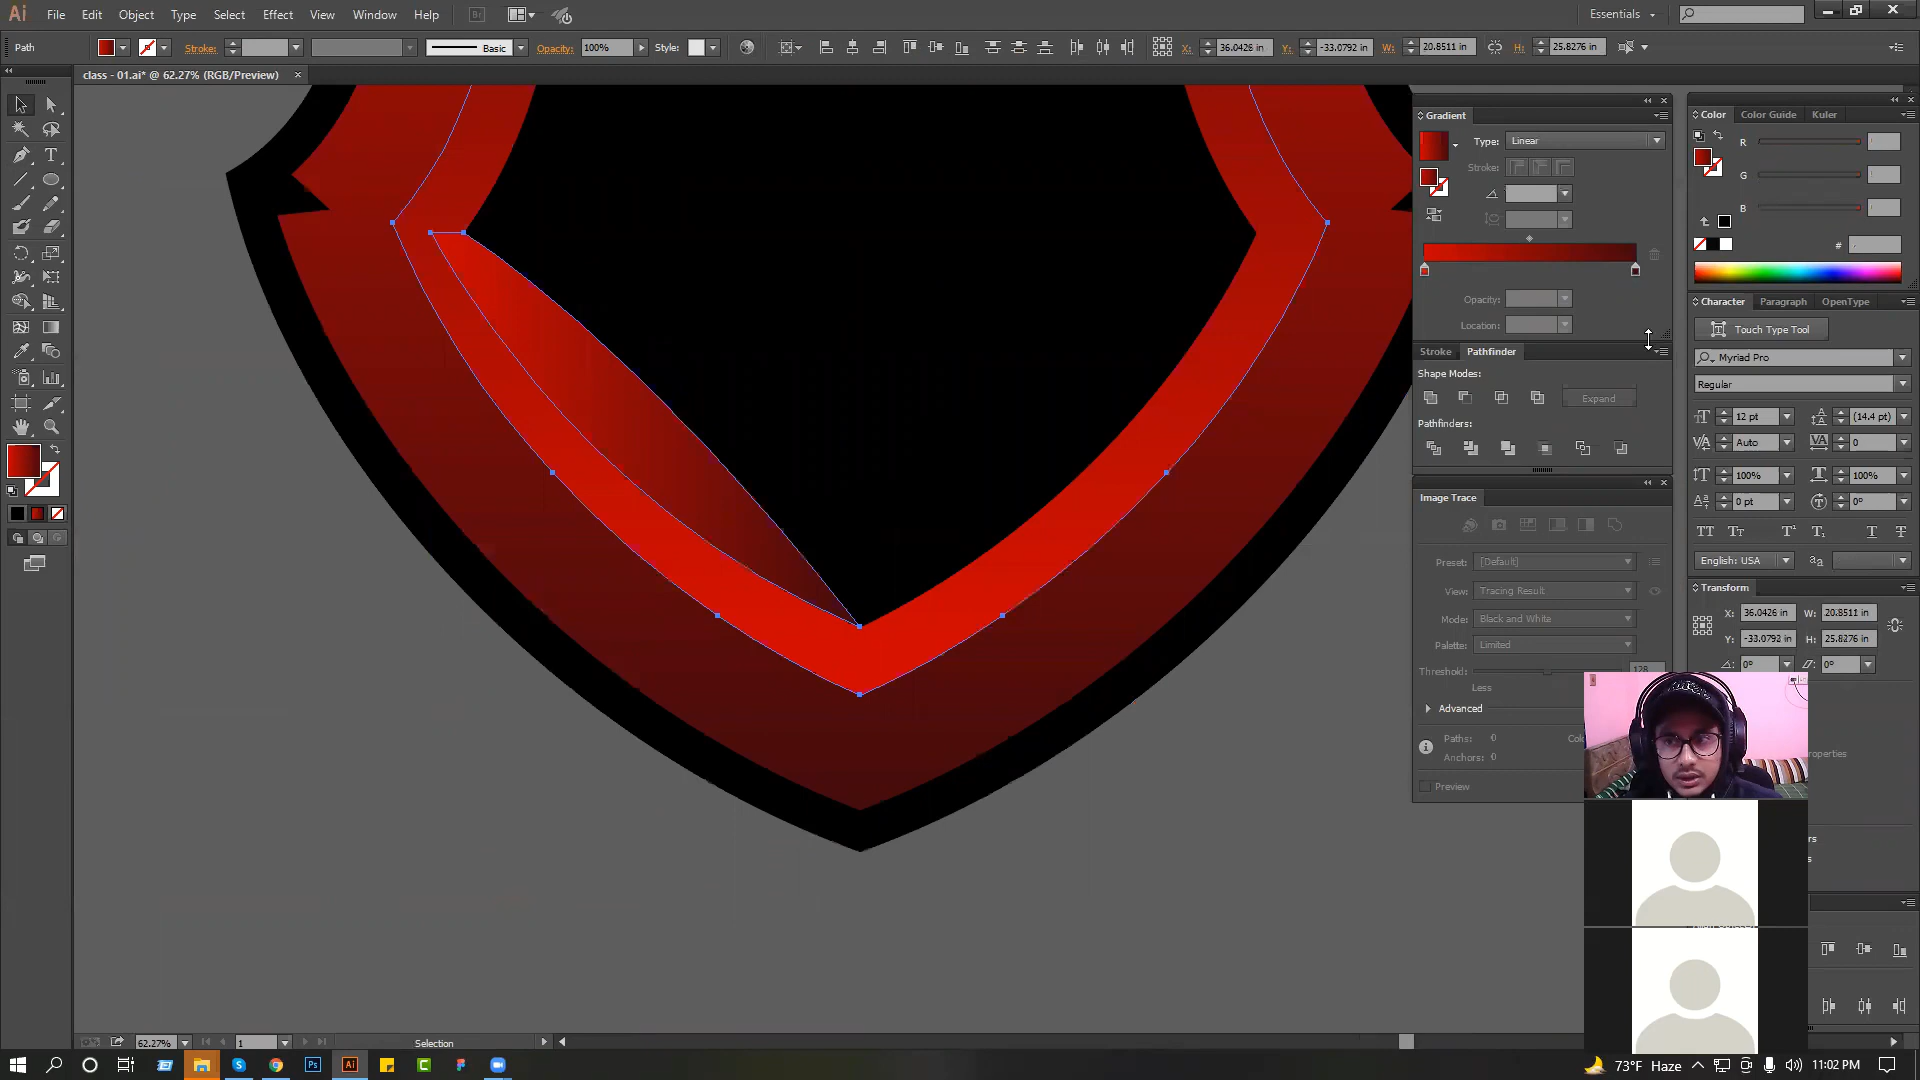 Ai File Edit Object Type Select Effect View Window Help Br Essentials
Path Stroke: Basic Opacity: 100% Style: X: 36.0426 in Y: -33.0792 in W: 20.8511 in H: 25.8276 in
class - 01.ai* @ 62.27% (RGB/Preview)
Gradient
Type: Linear
Stroke:
Opacity:
Location:
Stroke Pathfinder
Shape Modes:
Expand
Pathfinders:
Image Trace
Preset: [Default]
View: Tracing Result
Mode: Black and White
Palette: Limited
Threshold: 128
Less
Advanced
Paths: 0
Anchors: 0
Preview
Color Color Guide Kuler
R
G
B
#
Character Paragraph OpenType
Touch Type Tool
Myriad Pro
Regular
12 pt (14.4 pt)
Auto 0
100% 100%
0 pt 0°
English: USA
Transform
X: 36.0426 in W: 20.8511 in
Y: -33.0792 in H: 25.8276 in
0° 0°
roperties
62.27% 1 Selection
73°F Haze 11:02 PM